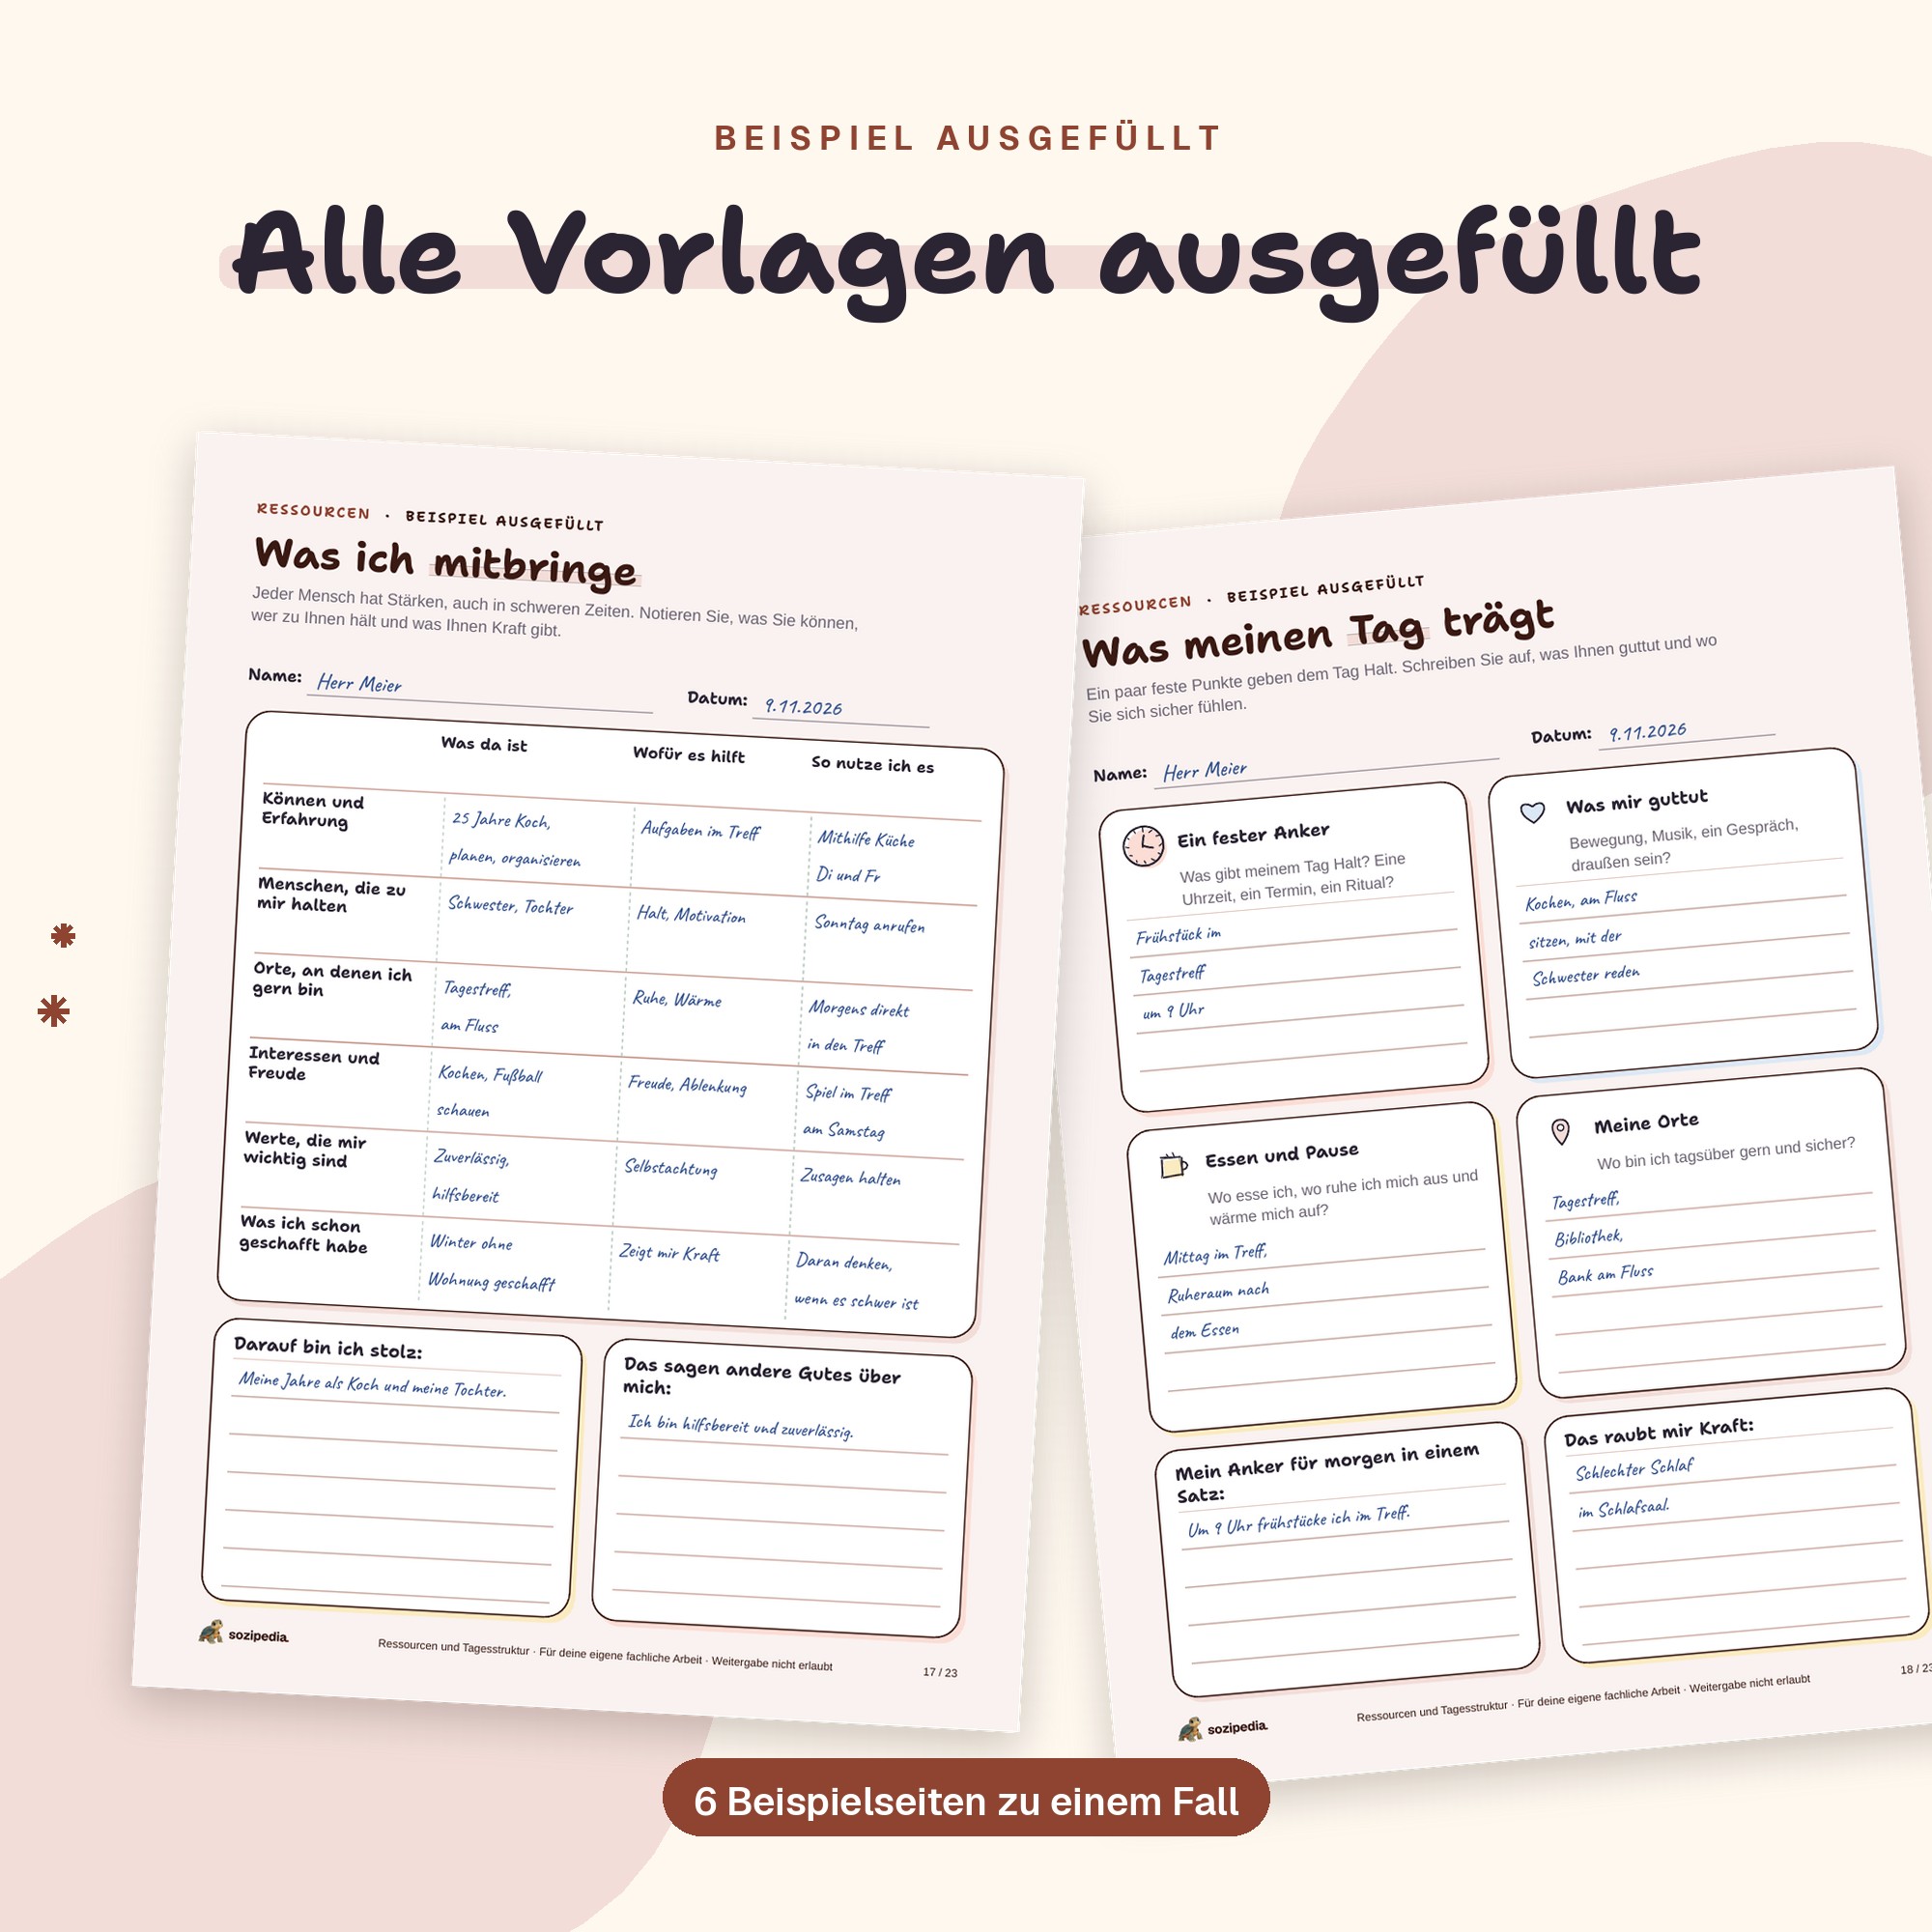 BEISPIEL AUSGEFÜLLT
Alle Vorlagen ausgefüllt
RESSOURCEN · BEISPIEL AUSGEFÜLLT
Was ich mitbringe
Jeder Mensch hat Stärken, auch in schweren Zeiten. Notieren Sie, was Sie können,
wer zu Ihnen hält und was Ihnen Kraft gibt.
Name: Herr Meier Datum: 9.11.2026
Was da ist Wofür es hilft So nutze ich es
Können und
Erfahrung
25 Jahre Koch,
planen, organisieren
Aufgaben im Treff
Mithilfe Küche
Di und Fr
Menschen, die zu
mir halten
Schwester, Tochter
Halt, Motivation
Sonntag anrufen
Orte, an denen ich
gern bin
Tagestreff,
am Fluss
Ruhe, Wärme
Morgens direkt
in den Treff
Interessen und
Freude
Kochen, Fußball
schauen
Freude, Ablenkung
Spiel im Treff
am Samstag
Werte, die mir
wichtig sind
Zuverlässig,
hilfsbereit
Selbstachtung
Zusagen halten
Was ich schon
geschafft habe
Winter ohne
Wohnung geschafft
Zeigt mir Kraft
Daran denken,
wenn es schwer ist
Darauf bin ich stolz:
Meine Jahre als Koch und meine Tochter.
Das sagen andere Gutes über
mich:
Ich bin hilfsbereit und zuverlässig.
sozipedia.
Ressourcen und Tagesstruktur · Für deine eigene fachliche Arbeit · Weitergabe nicht erlaubt
17 / 23
RESSOURCEN · BEISPIEL AUSGEFÜLLT
Was meinen Tag trägt
Ein paar feste Punkte geben dem Tag Halt. Schreiben Sie auf, was Ihnen guttut und wo
Sie sich sicher fühlen.
Name: Herr Meier Datum: 9.11.2026
Ein fester Anker
Was gibt meinem Tag Halt? Eine
Uhrzeit, ein Termin, ein Ritual?
Frühstück im
Tagestreff
um 9 Uhr
Was mir guttut
Bewegung, Musik, ein Gespräch,
draußen sein?
Kochen, am Fluss
sitzen, mit der
Schwester reden
Essen und Pause
Wo esse ich, wo ruhe ich mich aus und
wärme mich auf?
Mittag im Treff,
Ruheraum nach
dem Essen
Meine Orte
Wo bin ich tagsüber gern und sicher?
Tagestreff,
Bibliothek,
Bank am Fluss
Mein Anker für morgen in einem
Satz:
Um 9 Uhr frühstücke ich im Treff.
Das raubt mir Kraft:
Schlechter Schlaf
im Schlafsaal.
sozipedia.
Ressourcen und Tagesstruktur · Für deine eigene fachliche Arbeit · Weitergabe nicht erlaubt
18 / 23
6 Beispielseiten zu einem Fall